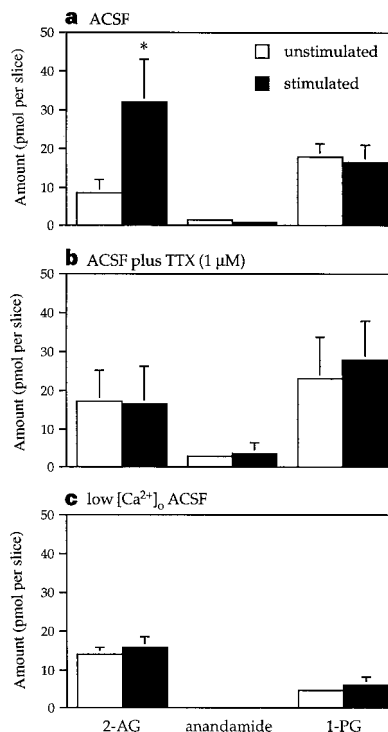 a ACSF
Amount (pmol per slice)
50
40
30
20
10
0
*
unstimulated
stimulated
b ACSF plus TTX (1 μM)
Amount (pmol per slice)
50
40
30
20
10
0
c low [Ca²⁺]ₒ ACSF
Amount (pmol per slice)
50
40
30
20
10
0
2-AG anandamide 1-PG